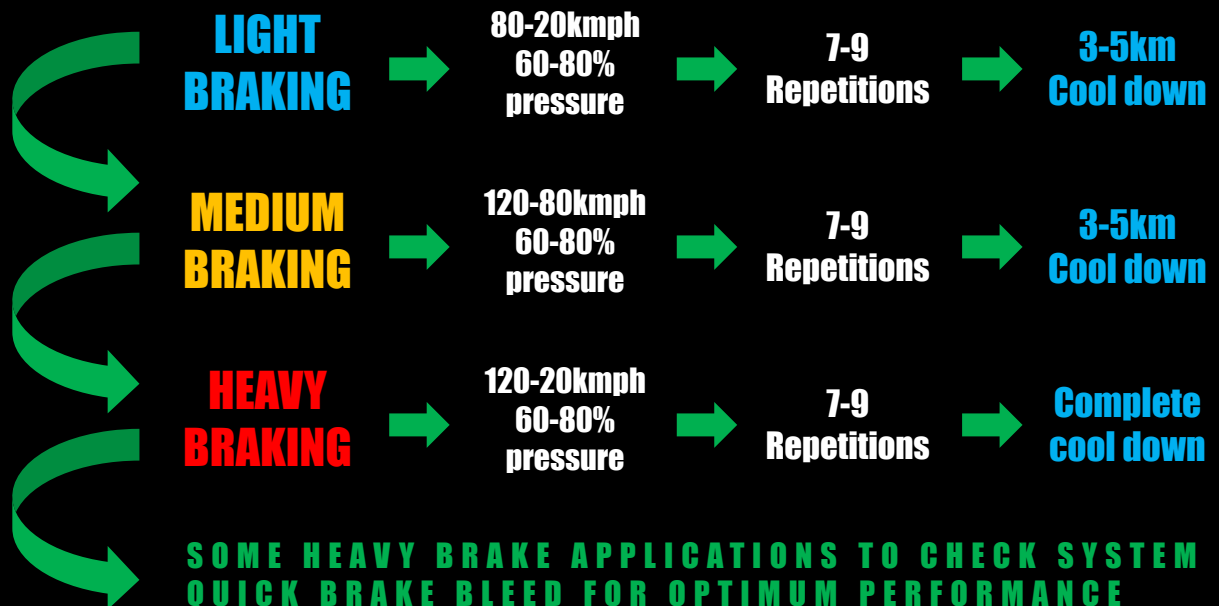 LIGHT
BRAKING
80-20kmph
60-80%
pressure
7-9
Repetitions
3-5km
Cool down
MEDIUM
BRAKING
120-80kmph
60-80%
pressure
7-9
Repetitions
3-5km
Cool down
HEAVY
BRAKING
120-20kmph
60-80%
pressure
7-9
Repetitions
Complete
cool down
SOME HEAVY BRAKE APPLICATIONS TO CHECK SYSTEM
QUICK BRAKE BLEED FOR OPTIMUM PERFORMANCE